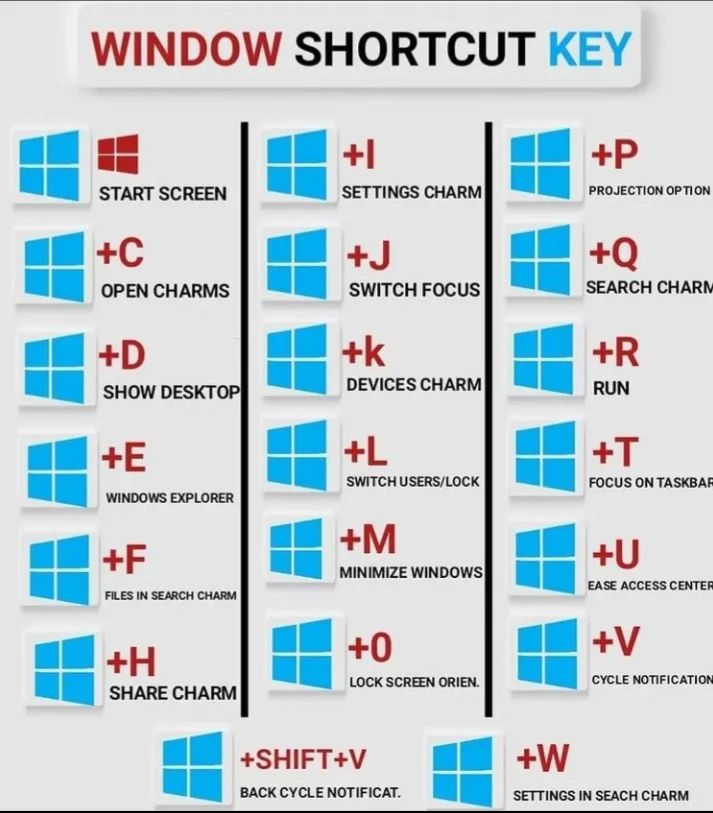 WINDOW SHORTCUT KEY
START SCREEN
+C
OPEN CHARMS
+D
SHOW DESKTOP
+E
WINDOWS EXPLORER
+F
FILES IN SEARCH CHARM
+H
SHARE CHARM
+I
SETTINGS CHARM
+J
SWITCH FOCUS
+k
DEVICES CHARM
+L
SWITCH USERS/LOCK
+M
MINIMIZE WINDOWS
+0
LOCK SCREEN ORIEN.
+P
PROJECTION OPTION
+Q
SEARCH CHARM
+R
RUN
+T
FOCUS ON TASKBAR
+U
EASE ACCESS CENTER
+V
CYCLE NOTIFICATION
+SHIFT+V
BACK CYCLE NOTIFICAT.
+W
SETTINGS IN SEACH CHARM